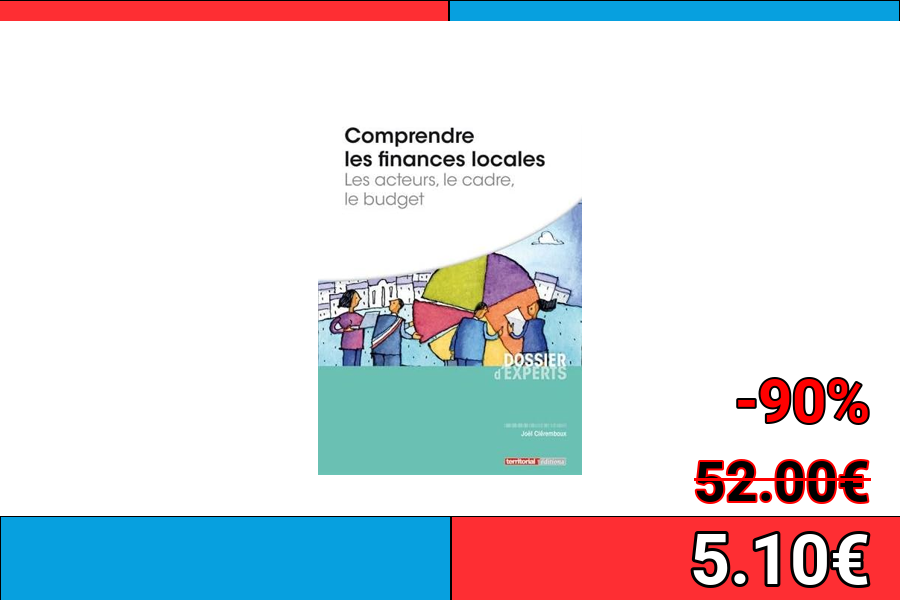 Comprendre
les finances locales
Les acteurs, le cadre,
le budget
DOSSIER
d'EXPERTS
Joël Clérembaux
territorial éditions
-90%
52.00€
5.10€